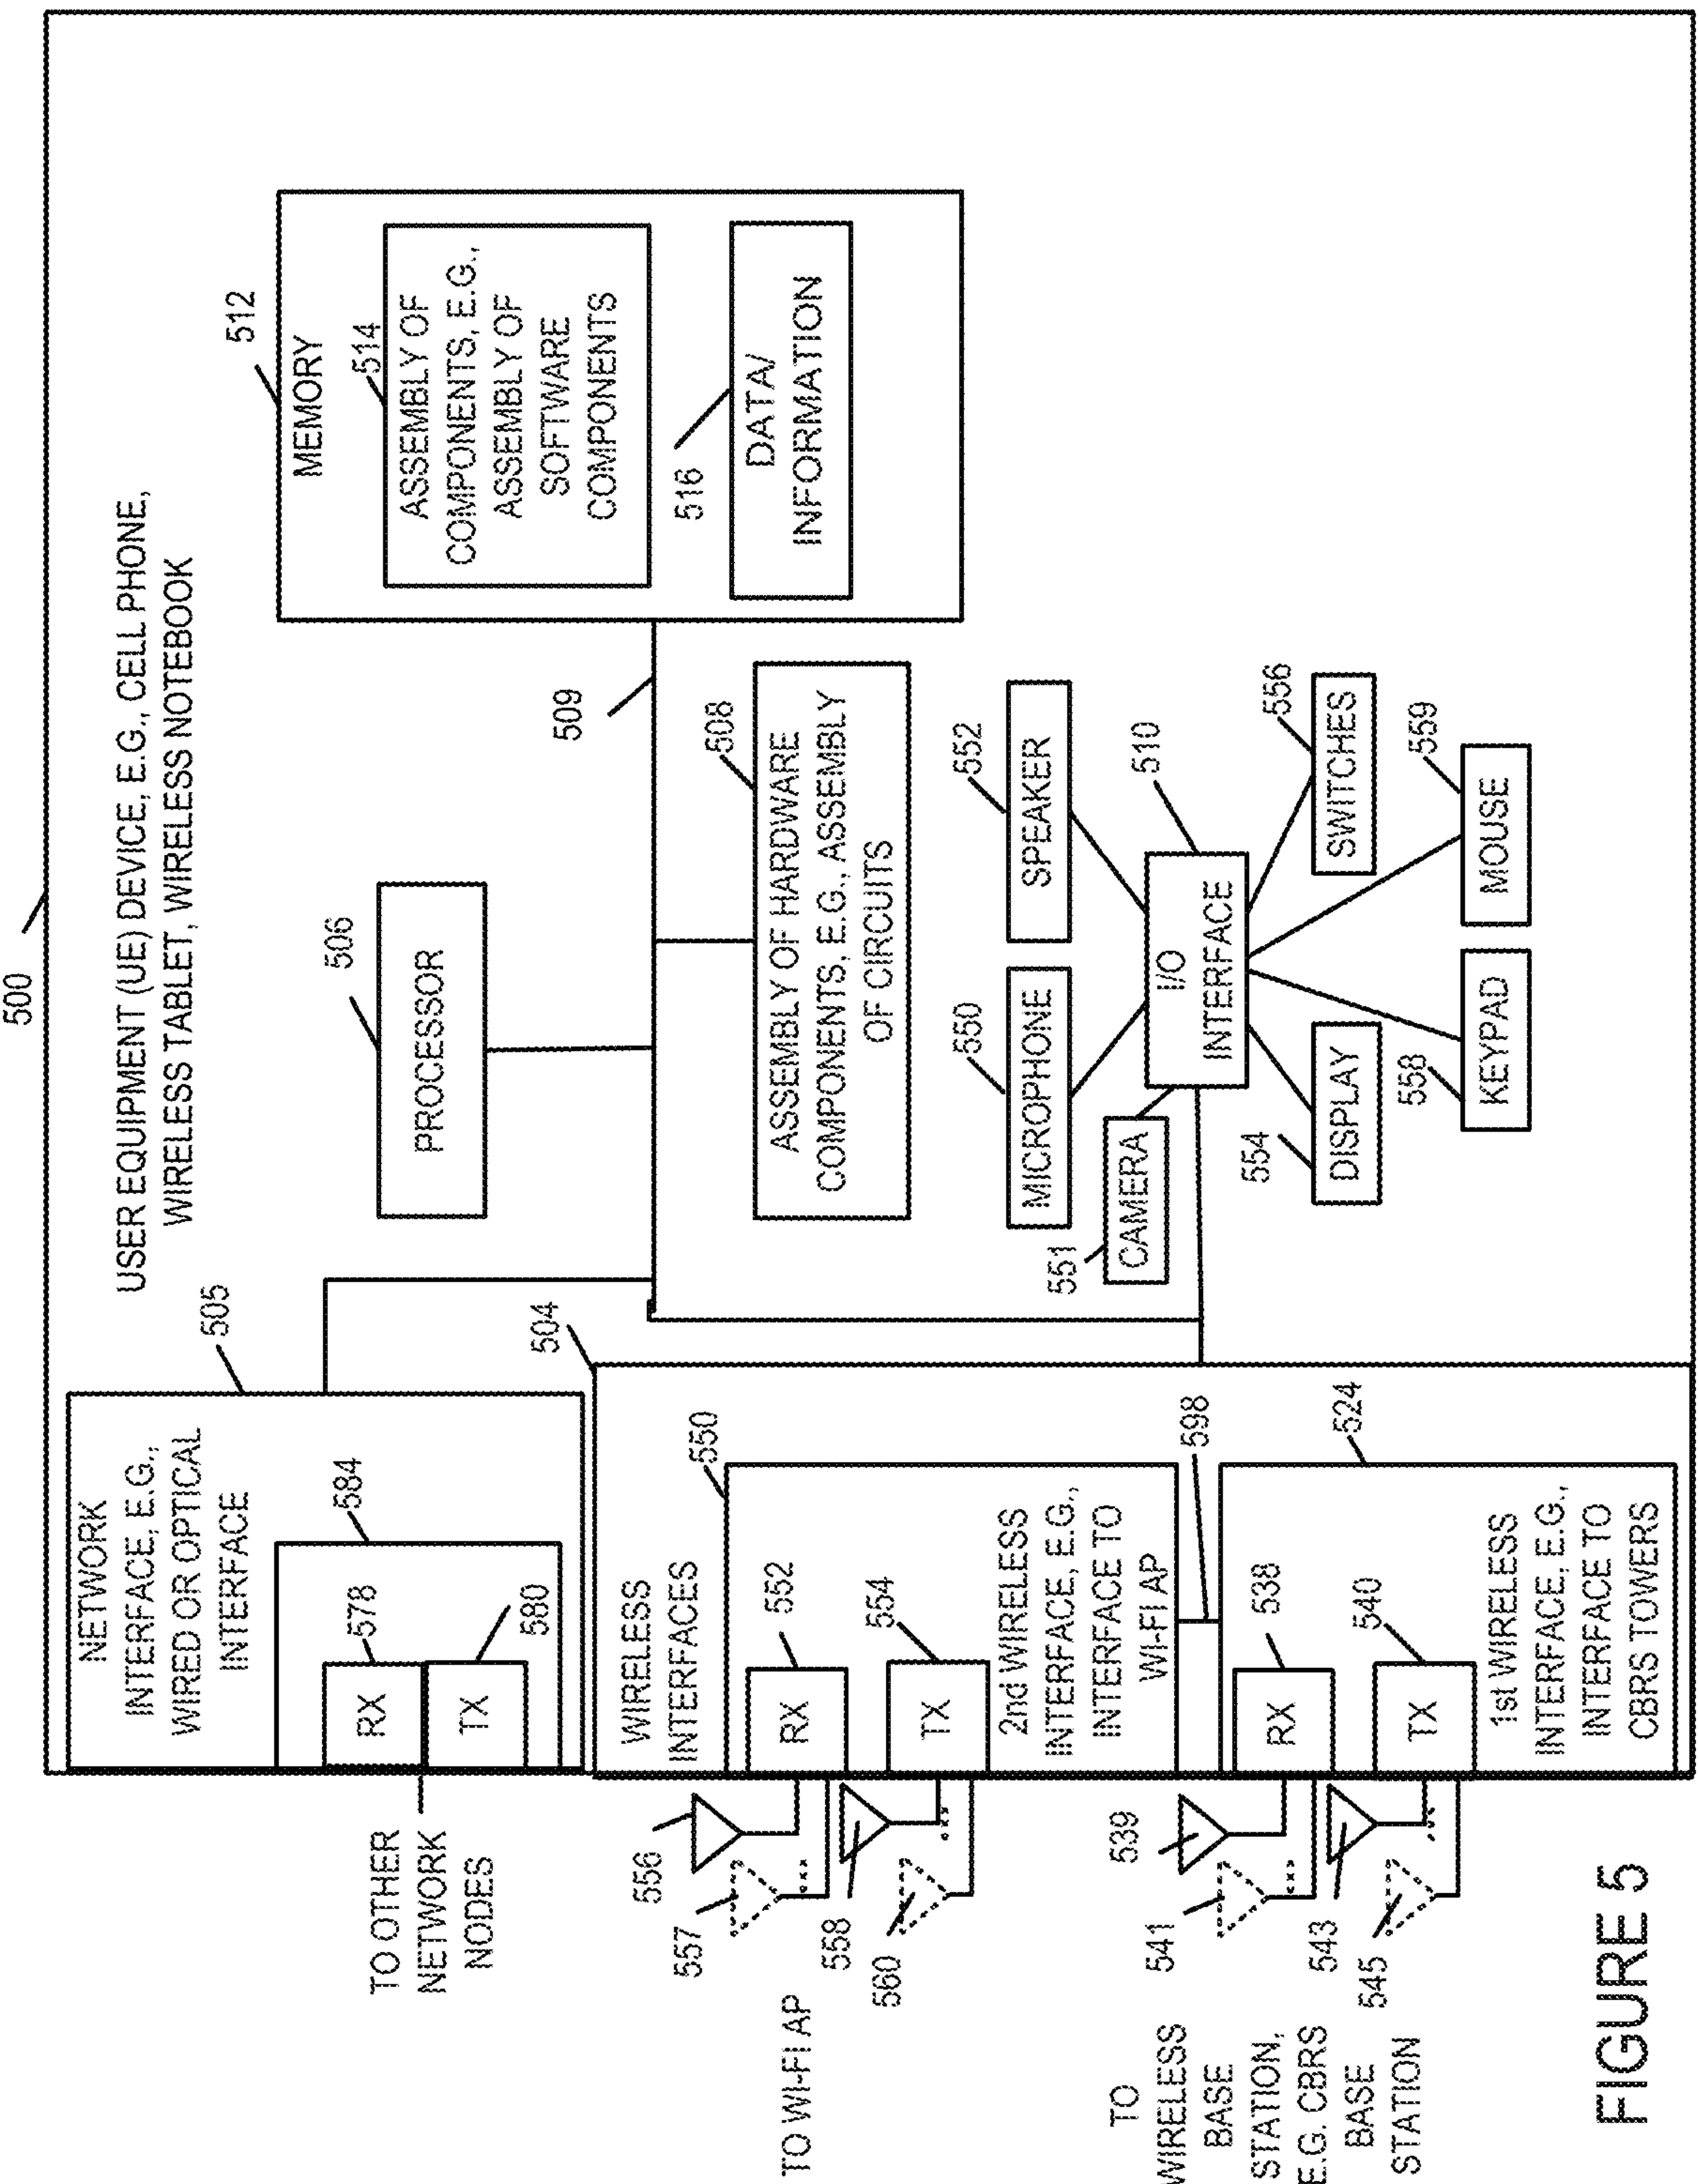 500
USER EQUIPMENT (UE) DEVICE, E.G., CELL PHONE,
WIRELESS TABLET, WIRELESS NOTEBOOK
505
NETWORK
INTERFACE, E.G.,
WIRED OR OPTICAL
INTERFACE
584
578
RX
TX
580
TO OTHER
NETWORK
NODES
506
PROCESSOR
512
MEMORY
514
ASSEMBLY OF
COMPONENTS, E.G.,
ASSEMBLY OF
SOFTWARE
COMPONENTS
516
DATA/
INFORMATION
509
508
ASSEMBLY OF HARDWARE
COMPONENTS, E.G., ASSEMBLY
OF CIRCUITS
504
WIRELESS
INTERFACES
550
552
RX
554
TX
2nd WIRELESS
INTERFACE, E.G.,
INTERFACE TO
WI-FI AP
556
557
558
560
TO WI-FI AP
598
524
538
RX
540
TX
1st WIRELESS
INTERFACE, E.G.,
INTERFACE TO
CBRS TOWERS
539
541
543
545
TO
WIRELESS
BASE
STATION,
E.G. CBRS
BASE
STATION
550
MICROPHONE
552
SPEAKER
551
CAMERA
510
I/O
INTERFACE
554
DISPLAY
556
SWITCHES
558
KEYPAD
559
MOUSE
FIGURE 5